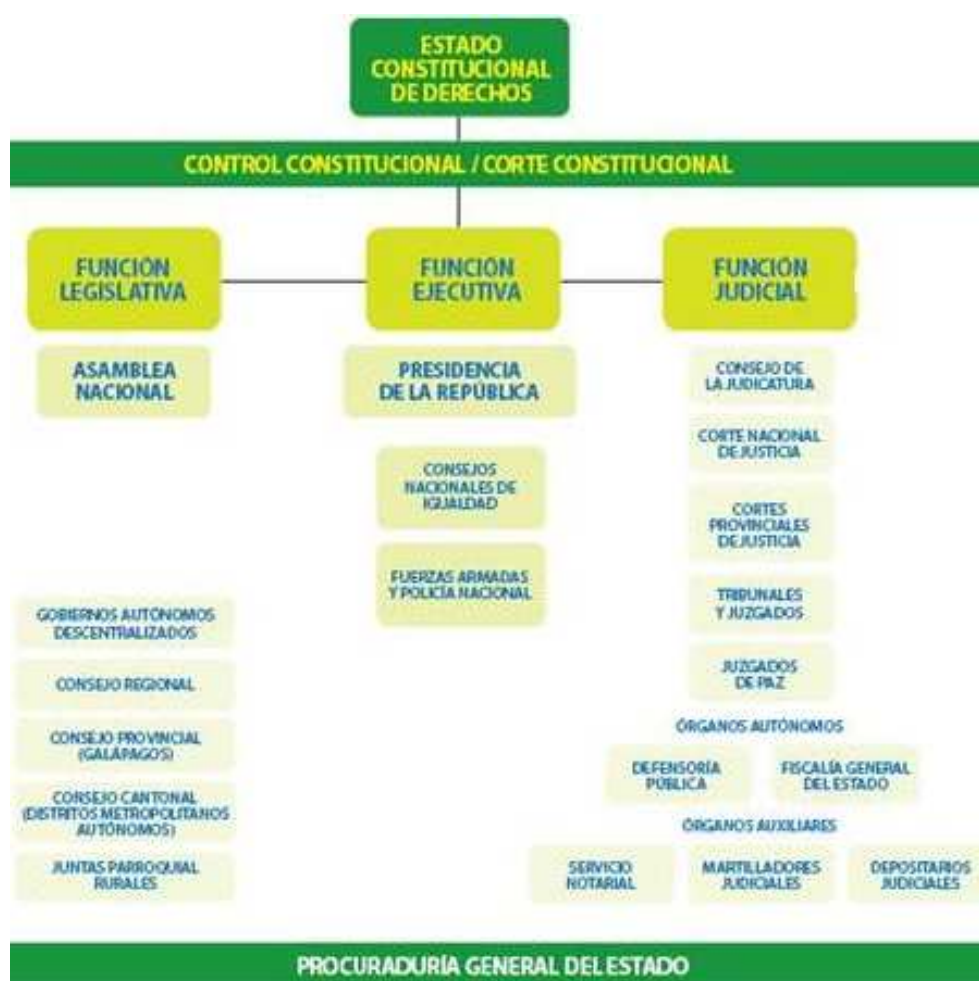 ESTADO
CONSTITUCIONAL
DE DERECHOS
CONTROL CONSTITUCIONAL / CORTE CONSTITUCIONAL
FUNCIÓN
LEGISLATIVA
FUNCIÓN
EJECUTIVA
FUNCIÓN
JUDICIAL
ASAMBLEA
NACIONAL
PRESIDENCIA
DE LA REPÚBLICA
CONSEJO DE
LA JUDICATURA
CORTE NACIONAL
DE JUSTICIA
CONSEJOS
NACIONALES DE
IGUALDAD
CORTES
PROVINCIALES
DE JUSTICIA
FUERZAS ARMADAS
Y POLICÍA NACIONAL
TRIBUNALES
Y JUZGADOS
GOBIERNOS AUTÓNOMOS
DESCENTRALIZADOS
JUZGADOS
DE PAZ
CONSEJO REGIONAL
ÓRGANOS AUTÓNOMOS
CONSEJO PROVINCIAL
(GALÁPAGOS)
DEFENSORÍA
PÚBLICA
FISCALÍA GENERAL
DEL ESTADO
CONSEJO CANTONAL
(DISTRITOS METROPOLITANOS
AUTÓNOMOS)
ÓRGANOS AUXILIARES
JUNTAS PARROQUIAL
RURALES
SERVICIO
NOTARIAL
MARTILLADORES
JUDICIALES
DEPOSITARIOS
JUDICIALES
PROCURADURÍA GENERAL DEL ESTADO